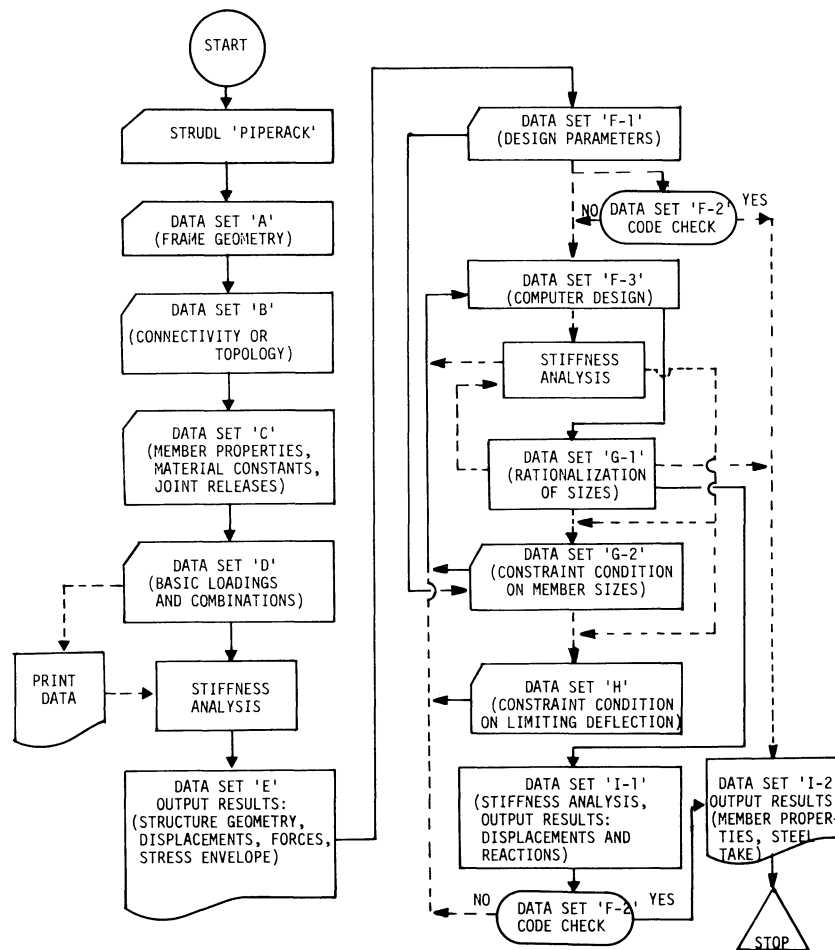 START
STRUDL 'PIPERACK'
DATA SET 'A'
(FRAME GEOMETRY)
DATA SET 'B'
(CONNECTIVITY OR
TOPOLOGY)
DATA SET 'C'
(MEMBER PROPERTIES,
MATERIAL CONSTANTS,
JOINT RELEASES)
DATA SET 'D'
(BASIC LOADINGS
AND COMBINATIONS)
PRINT
DATA
STIFFNESS
ANALYSIS
DATA SET 'E'
OUTPUT RESULTS:
(STRUCTURE GEOMETRY,
DISPLACEMENTS, FORCES,
STRESS ENVELOPE)
DATA SET 'F-1'
(DESIGN PARAMETERS)
NO
DATA SET 'F-2'
CODE CHECK
YES
DATA SET 'F-3'
(COMPUTER DESIGN)
STIFFNESS
ANALYSIS
DATA SET 'G-1'
(RATIONALIZATION
OF SIZES)
DATA SET 'G-2'
(CONSTRAINT CONDITION
ON MEMBER SIZES)
DATA SET 'H'
(CONSTRAINT CONDITION
ON LIMITING DEFLECTION)
DATA SET 'I-1'
(STIFFNESS ANALYSIS,
OUTPUT RESULTS:
DISPLACEMENTS AND
REACTIONS)
NO
DATA SET 'F-2'
CODE CHECK
YES
DATA SET 'I-2
OUTPUT RESULTS
(MEMBER PROPER-
TIES, STEEL
TAKE)
STOP